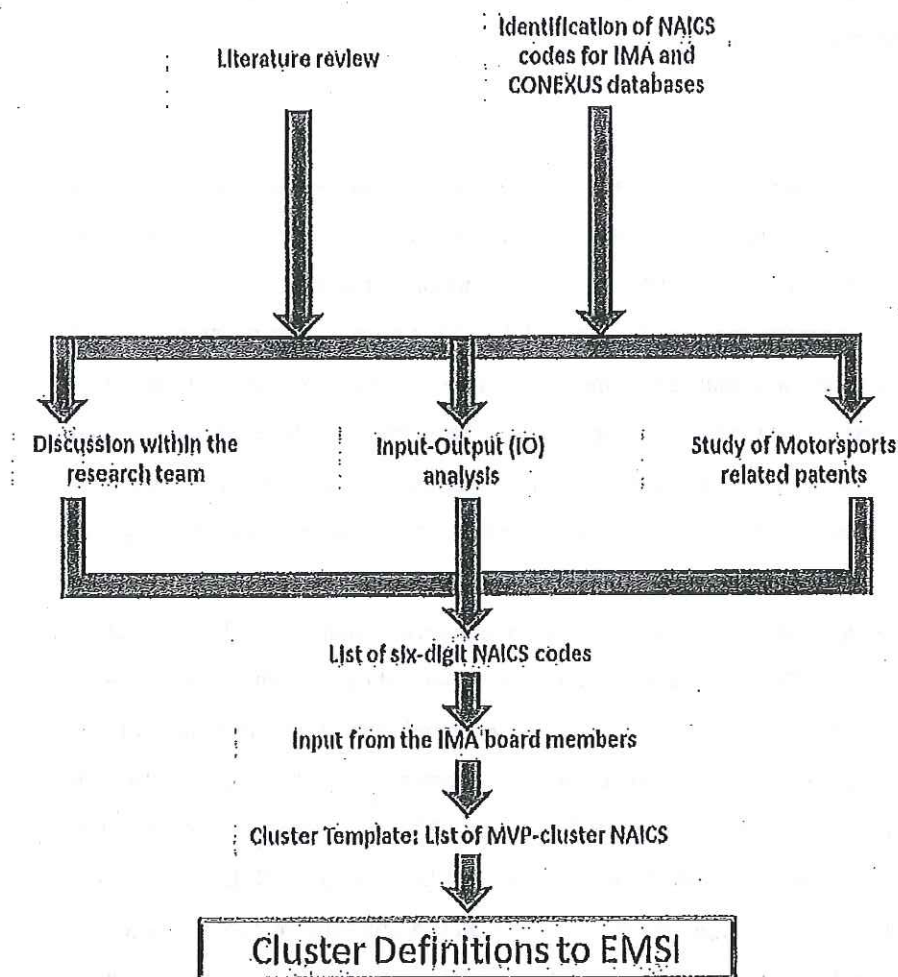 Literature review
Identification of NAICS
codes for IMA and
CONEXUS databases
Discussion within the
research team
Input-Output (IO)
analysis
Study of Motorsports
related patents
List of six-digit NAICS codes
Input from the IMA board members
Cluster Template: List of MVP-cluster NAICS
Cluster Definitions to EMSI